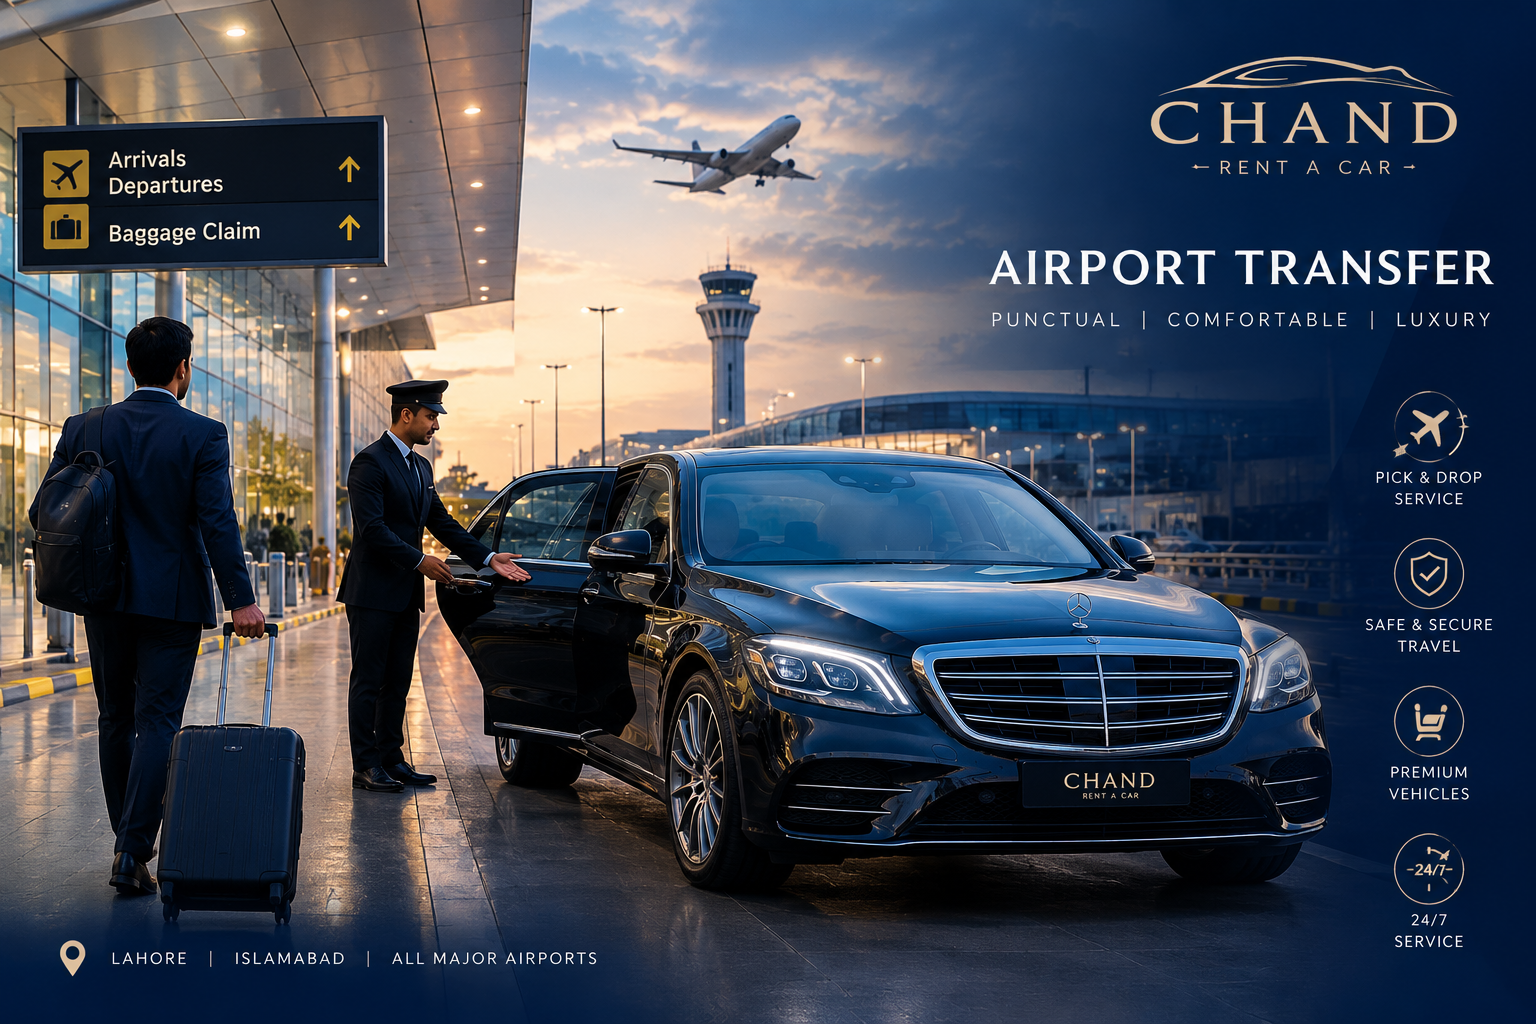 Arrivals
Departures
Baggage Claim
CHAND
RENT A CAR
AIRPORT TRANSFER
PUNCTUAL | COMFORTABLE | LUXURY
PICK & DROP
SERVICE
SAFE & SECURE
TRAVEL
PREMIUM
VEHICLES
24/7
24/7
SERVICE
CHAND
RENT A CAR
LAHORE | ISLAMABAD | ALL MAJOR AIRPORTS